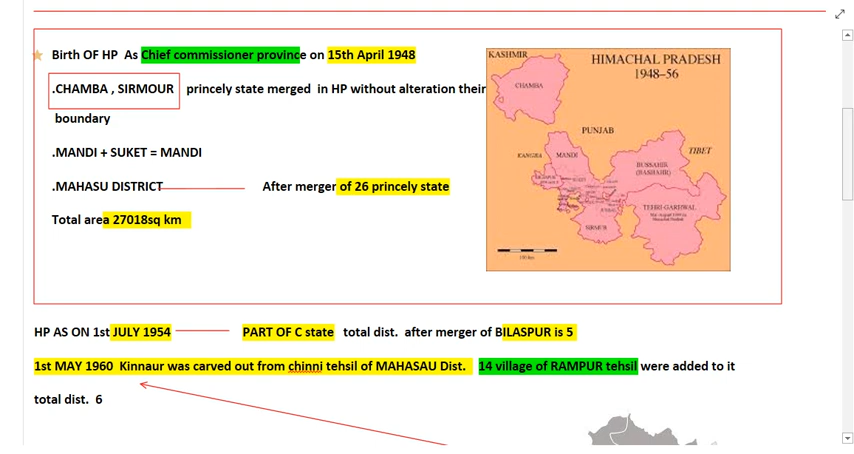 Birth OF HP As Chief commissioner province on 15th April 1948
.CHAMBA , SIRMOUR princely state merged in HP without alteration their
boundary
.MANDI + SUKET = MANDI
.MAHASU DISTRICT After merger of 26 princely state
Total area 27018sq km
KASHMIR
HIMACHAL PRADESH
1948–56
CHAMBA
PUNJAB
TIBET
KANGRA
MANDI
BUSSAHIR
(BASHAHR)
TEHRI-GARHWAL
SIRMUR
HP AS ON 1st JULY 1954 PART OF C state total dist. after merger of BILASPUR is 5
1st MAY 1960 Kinnaur was carved out from chinni tehsil of MAHASAU Dist. 14 village of RAMPUR tehsil were added to it
total dist. 6